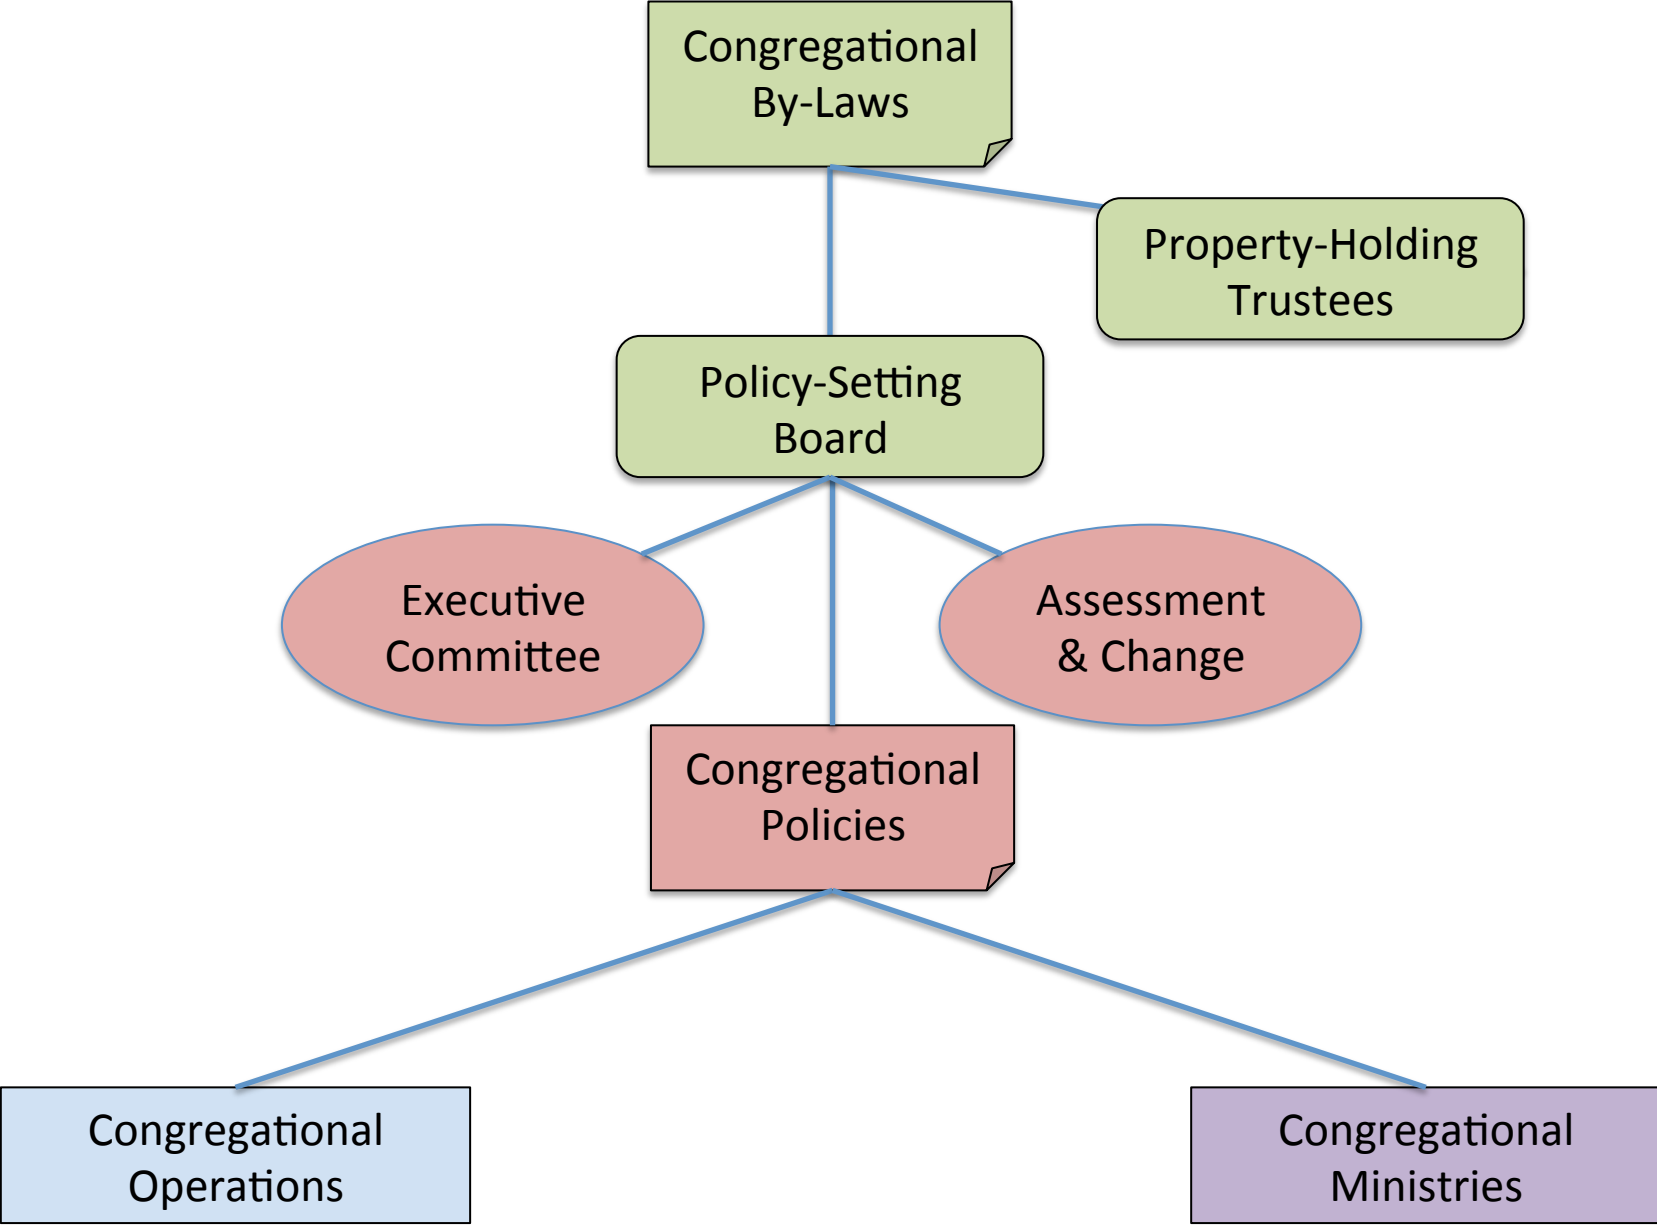 Congregational
By-Laws
Property-Holding
Trustees
Policy-Setting
Board
Executive
Committee
Assessment
& Change
Congregational
Policies
Congregational
Operations
Congregational
Ministries